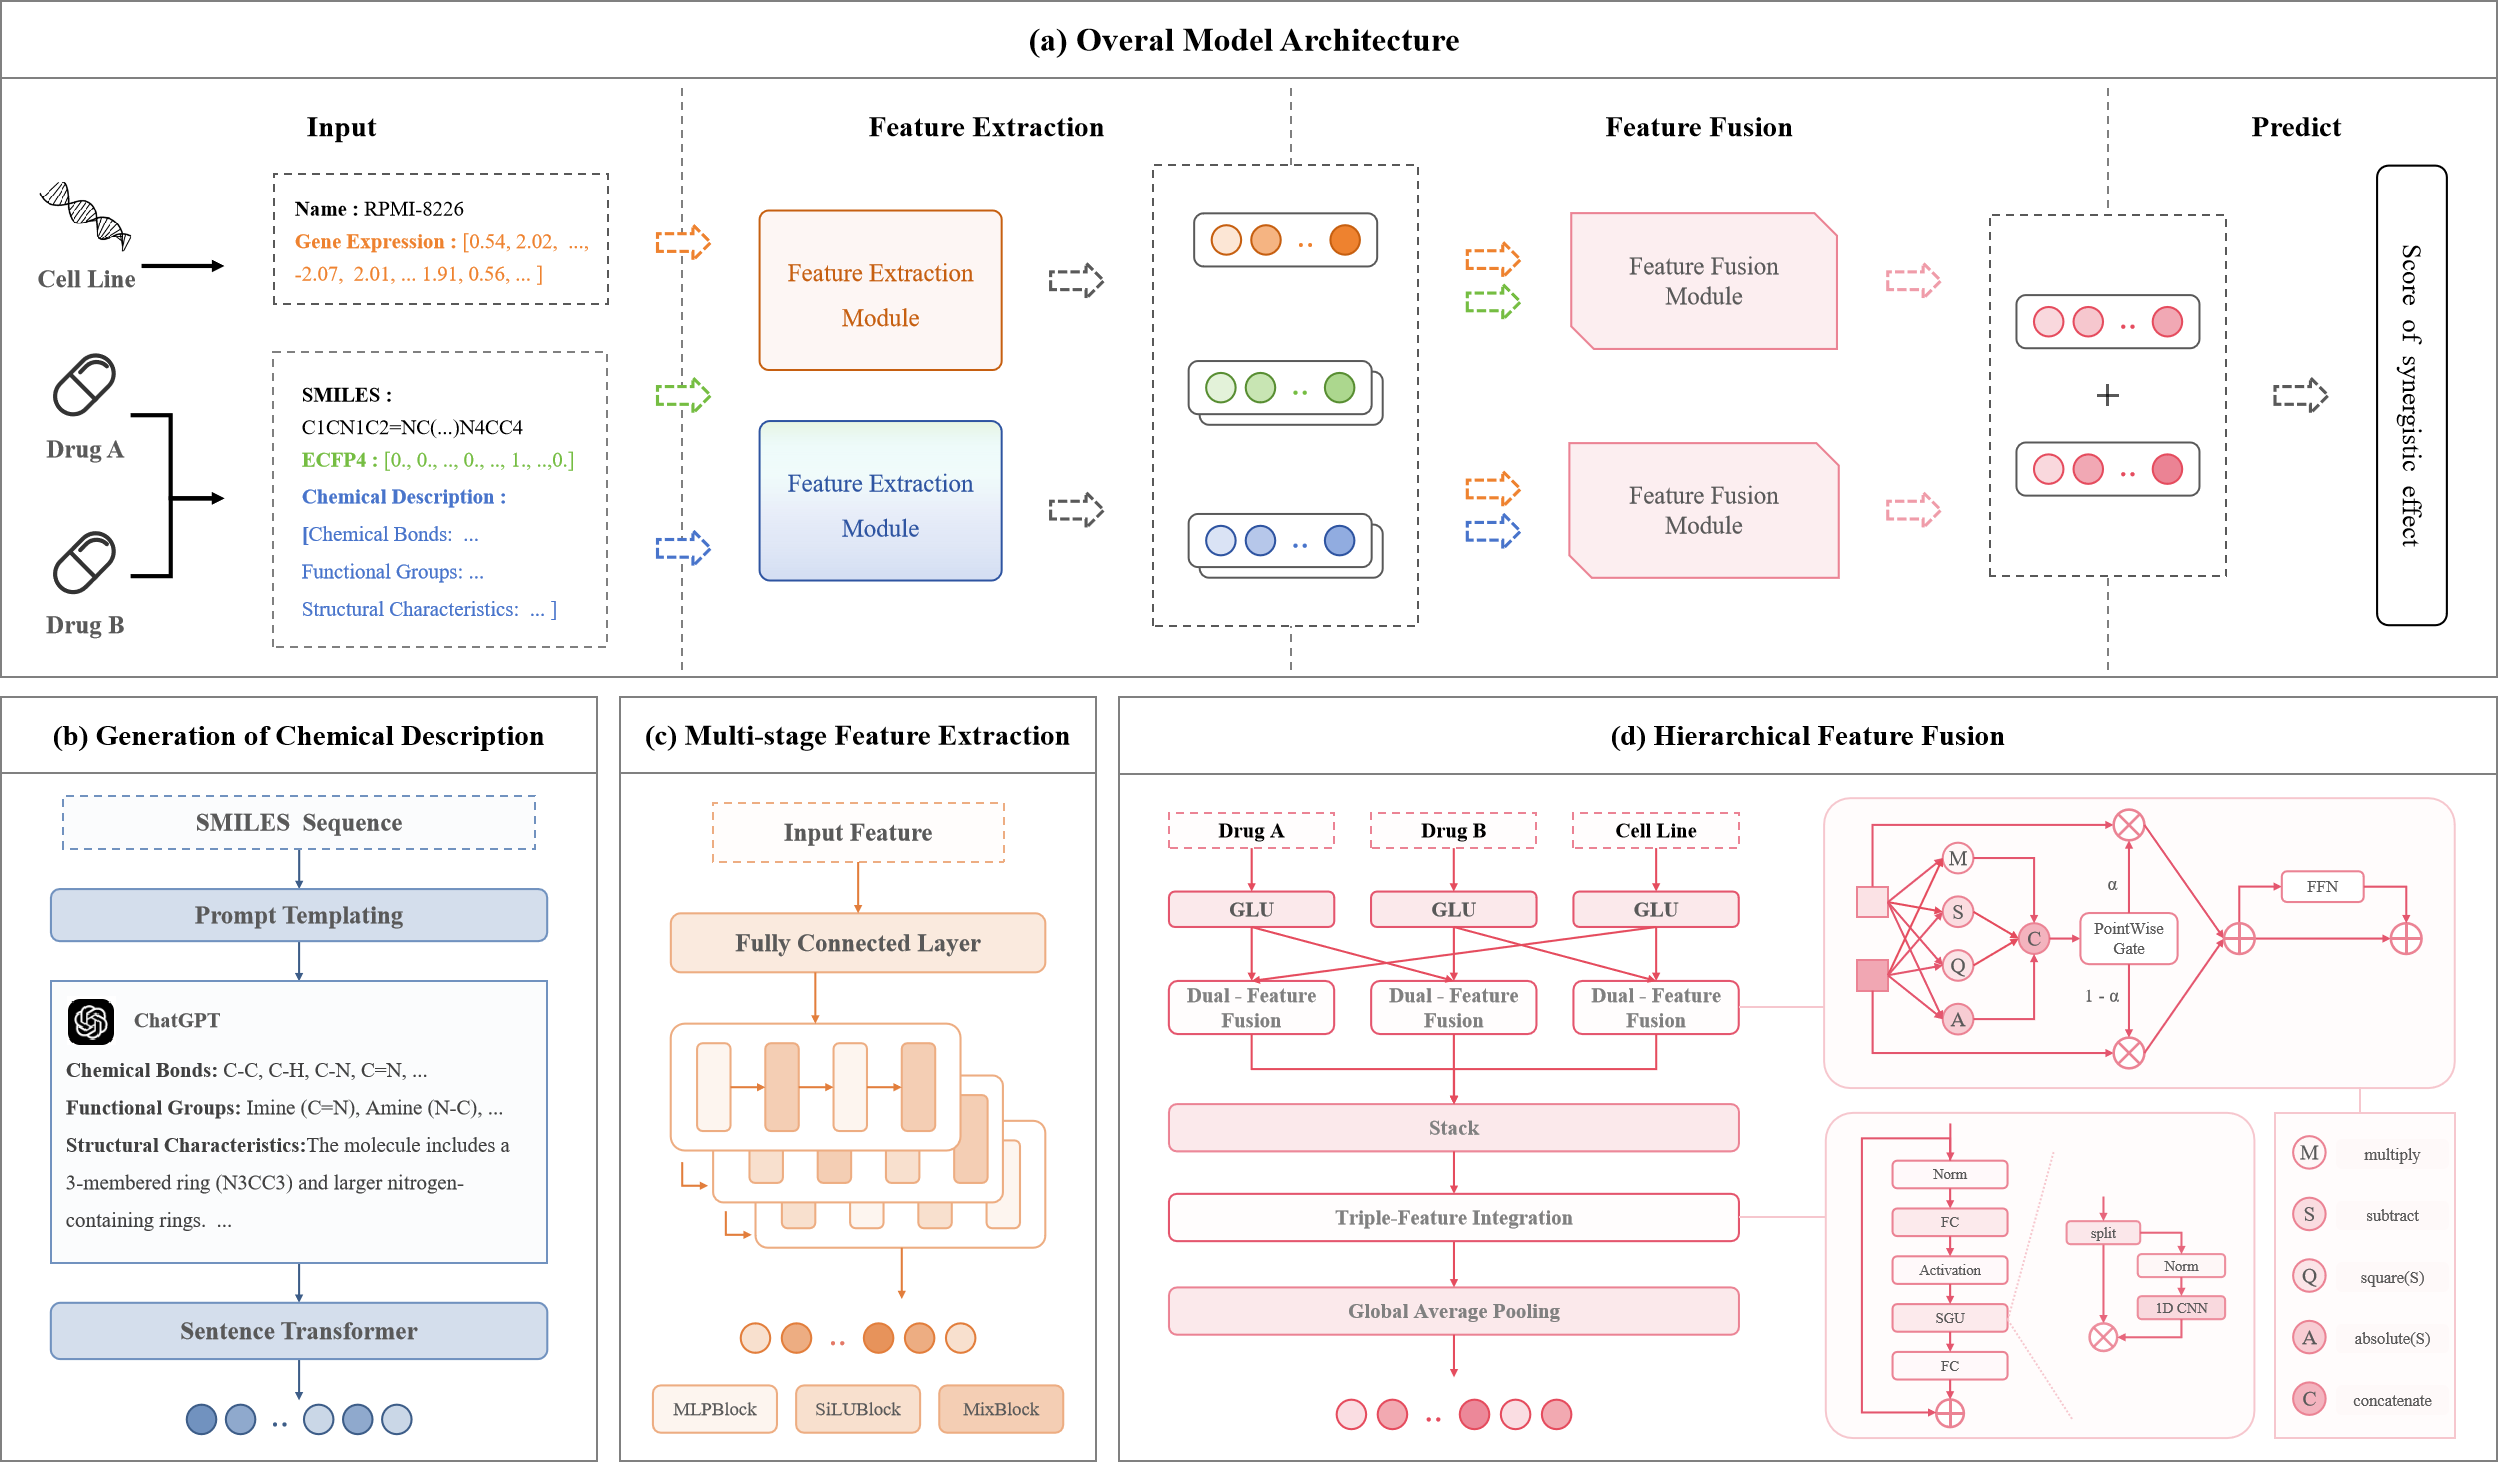 (a) Overal Model Architecture
Input
Feature Extraction
Feature Fusion
Predict
Cell Line
Name : RPMI-8226
Gene Expression : [0.54, 2.02, ...,
-2.07, 2.01, ... 1.91, 0.56, ... ]
Drug A
Drug B
SMILES :
C1CN1C2=NC(...)N4CC4
ECFP4 : [0., 0., .., 0., .., 1., ..,0.]
Chemical Description :
[Chemical Bonds: ...
Functional Groups: ...
Structural Characteristics: ... ]
Feature Extraction
Module
Feature Extraction
Module
Feature Fusion
Module
Feature Fusion
Module
+
Score of synergistic effect
(b) Generation of Chemical Description
SMILES Sequence
Prompt Templating
ChatGPT
Chemical Bonds: C-C, C-H, C-N, C=N, ...
Functional Groups: Imine (C=N), Amine (N-C), ...
Structural Characteristics:The molecule includes a
3-membered ring (N3CC3) and larger nitrogen-
containing rings. ...
Sentence Transformer
(c) Multi-stage Feature Extraction
Input Feature
Fully Connected Layer
MLPBlock
SiLUBlock
MixBlock
(d) Hierarchical Feature Fusion
Drug A
Drug B
Cell Line
GLU
GLU
GLU
Dual - Feature
Fusion
Dual - Feature
Fusion
Dual - Feature
Fusion
Stack
Triple-Feature Integration
Global Average Pooling
M
S
Q
A
C
α
PointWise
Gate
1 - α
FFN
Norm
FC
Activation
SGU
FC
split
Norm
1D CNN
M multiply
S subtract
Q square(S)
A absolute(S)
C concatenate